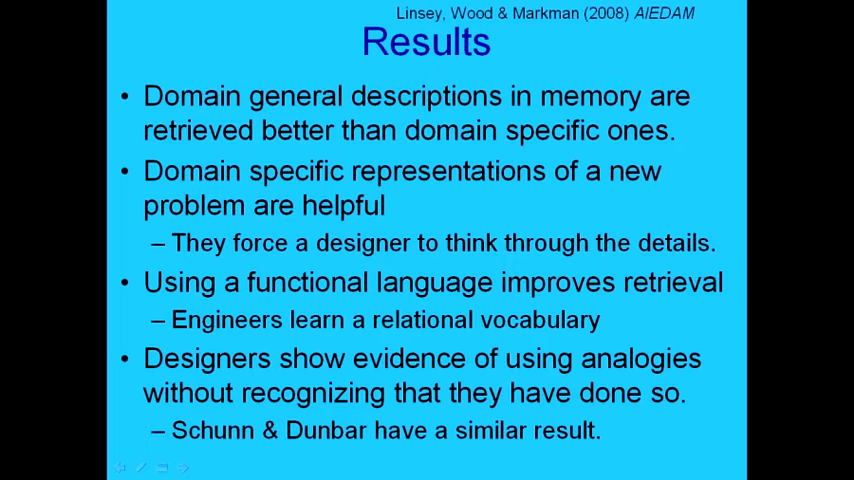 Linsey, Wood & Markman (2008) AIEDAM
Results
• Domain general descriptions in memory are
retrieved better than domain specific ones.
• Domain specific representations of a new
problem are helpful
– They force a designer to think through the details.
• Using a functional language improves retrieval
– Engineers learn a relational vocabulary
• Designers show evidence of using analogies
without recognizing that they have done so.
– Schunn & Dunbar have a similar result.